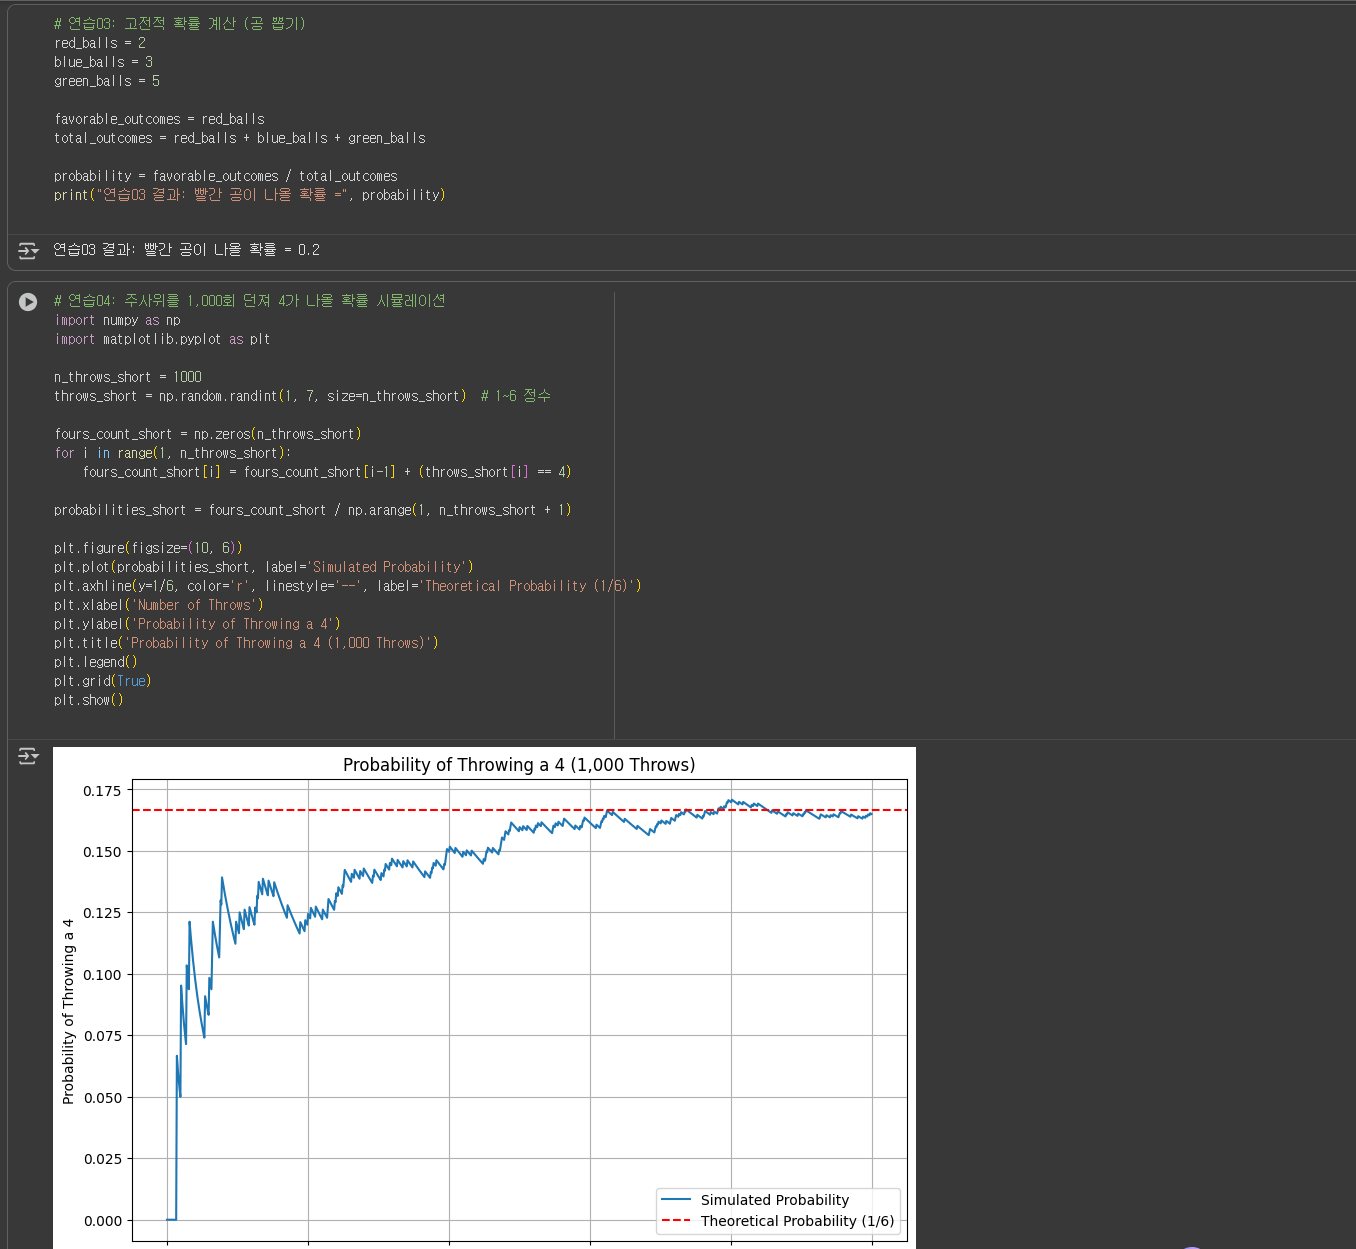 # 연습03: 고전적 확률 계산 (공 뽑기)
red_balls = 2
blue_balls = 3
green_balls = 5
favorable_outcomes = red_balls
total_outcomes = red_balls + blue_balls + green_balls
probability = favorable_outcomes / total_outcomes
print("연습03 결과: 빨간 공이 나올 확률 =", probability)
연습03 결과: 빨간 공이 나올 확률 = 0.2
# 연습04: 주사위를 1,000회 던져 4가 나올 확률 시뮬레이션
import numpy as np
import matplotlib.pyplot as plt
n_throws_short = 1000
throws_short = np.random.randint(1, 7, size=n_throws_short)  # 1~6 정수
fours_count_short = np.zeros(n_throws_short)
for i in range(1, n_throws_short):
    fours_count_short[i] = fours_count_short[i-1] + (throws_short[i] == 4)
probabilities_short = fours_count_short / np.arange(1, n_throws_short + 1)
plt.figure(figsize=(10, 6))
plt.plot(probabilities_short, label='Simulated Probability')
plt.axhline(y=1/6, color='r', linestyle='--', label='Theoretical Probability (1/6)')
plt.xlabel('Number of Throws')
plt.ylabel('Probability of Throwing a 4')
plt.title('Probability of Throwing a 4 (1,000 Throws)')
plt.legend()
plt.grid(True)
plt.show()
Probability of Throwing a 4 (1,000 Throws)
0.175
0.150
0.125
0.100
0.075
0.050
0.025
0.000
Probability of Throwing a 4
Simulated Probability
Theoretical Probability (1/6)